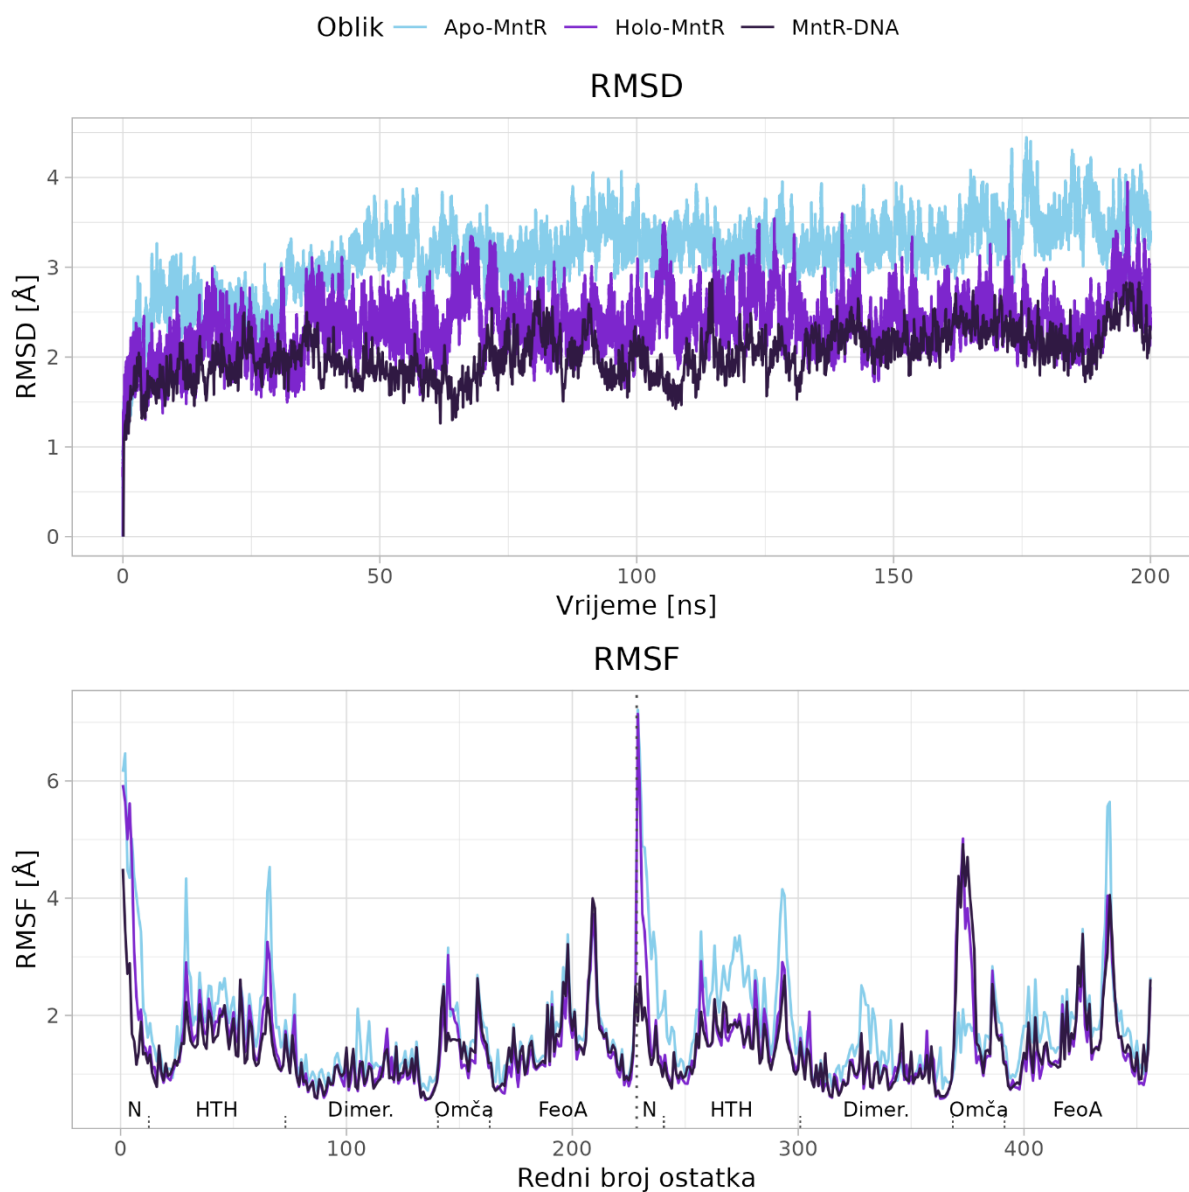 Oblik Apo-MntR Holo-MntR MntR-DNA
RMSD
RMSD [Å]
4
3
2
1
0
0 50 100 150 200
Vrijeme [ns]
RMSF
RMSF [Å]
6
4
2
N HTH Dimer. Omča FeoA N HTH Dimer. Omča FeoA
0 100 200 300 400
Redni broj ostatka